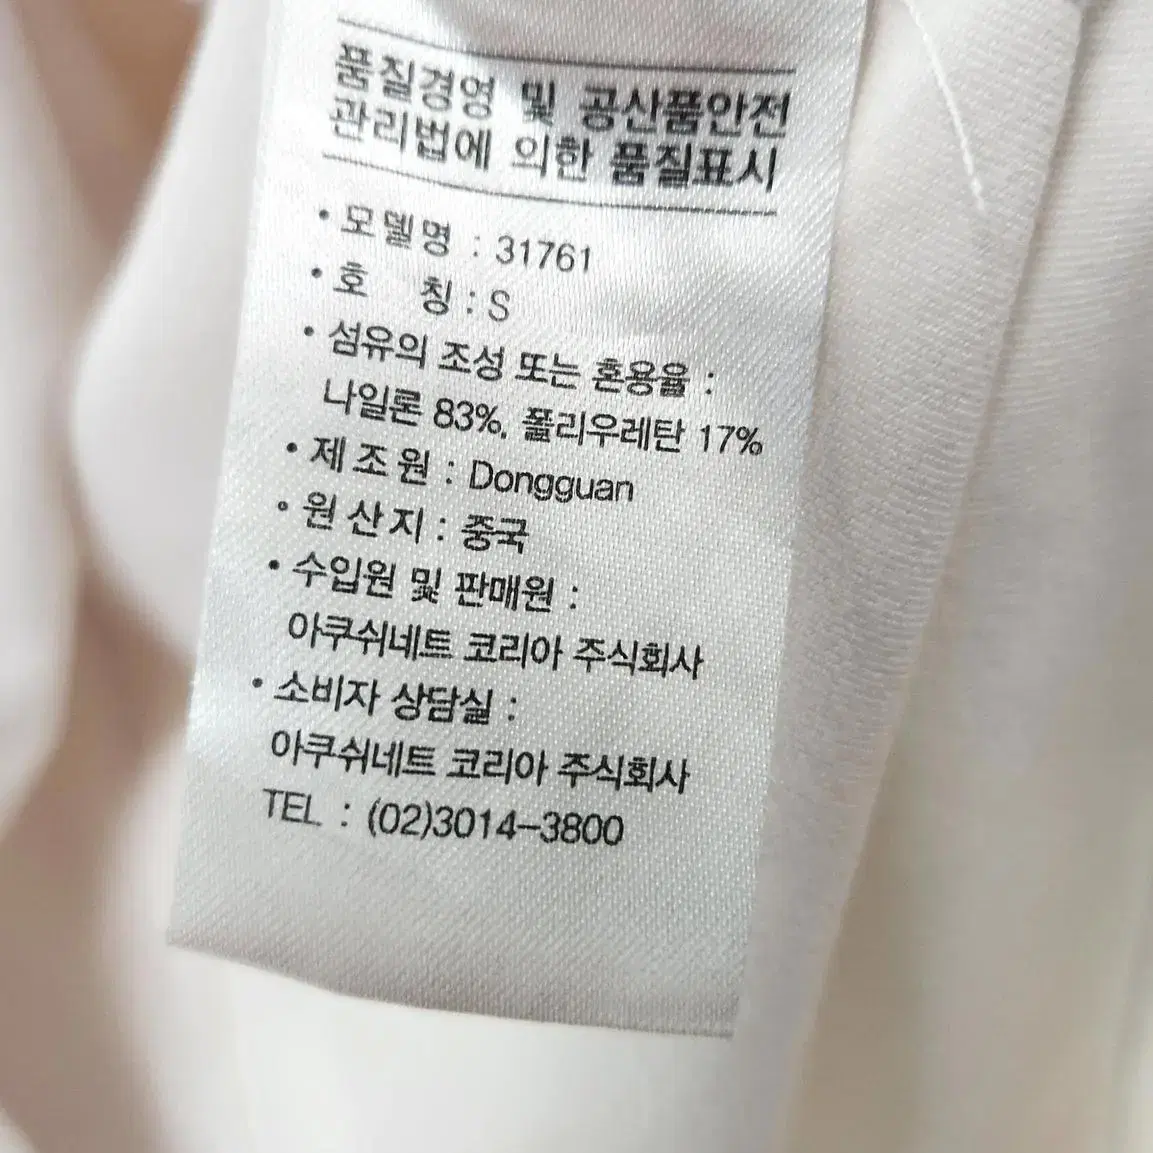 품질경영 및 공산품안전
관리법에 의한 품질표시
• 모델명 : 31761
• 호 칭 : S
• 섬유의 조성 또는 혼용율 :
나일론 83%, 폴리우레탄 17%
• 제조원 : Dongguan
• 원산지 : 중국
• 수입원 및 판매원 :
아쿠쉬네트 코리아 주식회사
• 소비자 상담실 :
아쿠쉬네트 코리아 주식회사
TEL : (02)3014-3800